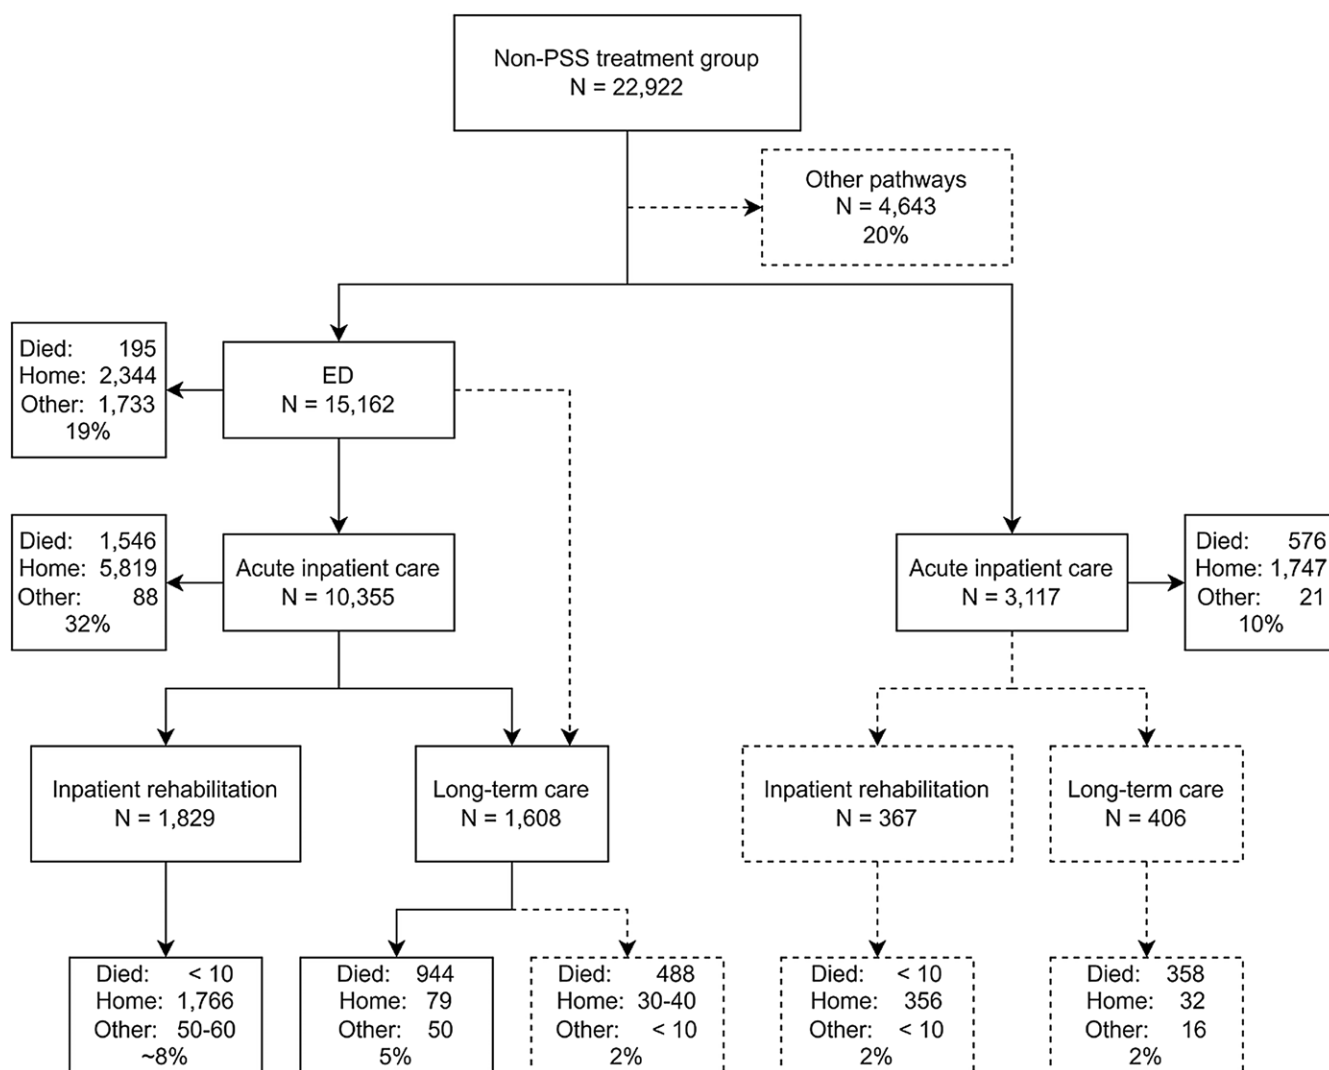 Non-PSS treatment group
N = 22,922
Other pathways
N = 4,643
20%
Died: 195
Home: 2,344
Other: 1,733
19%
ED
N = 15,162
Died: 1,546
Home: 5,819
Other: 88
32%
Acute inpatient care
N = 10,355
Acute inpatient care
N = 3,117
Died: 576
Home: 1,747
Other: 21
10%
Inpatient rehabilitation
N = 1,829
Long-term care
N = 1,608
Inpatient rehabilitation
N = 367
Long-term care
N = 406
Died: < 10
Home: 1,766
Other: 50-60
~8%
Died: 944
Home: 79
Other: 50
5%
Died: 488
Home: 30-40
Other: < 10
2%
Died: < 10
Home: 356
Other: < 10
2%
Died: 358
Home: 32
Other: 16
2%